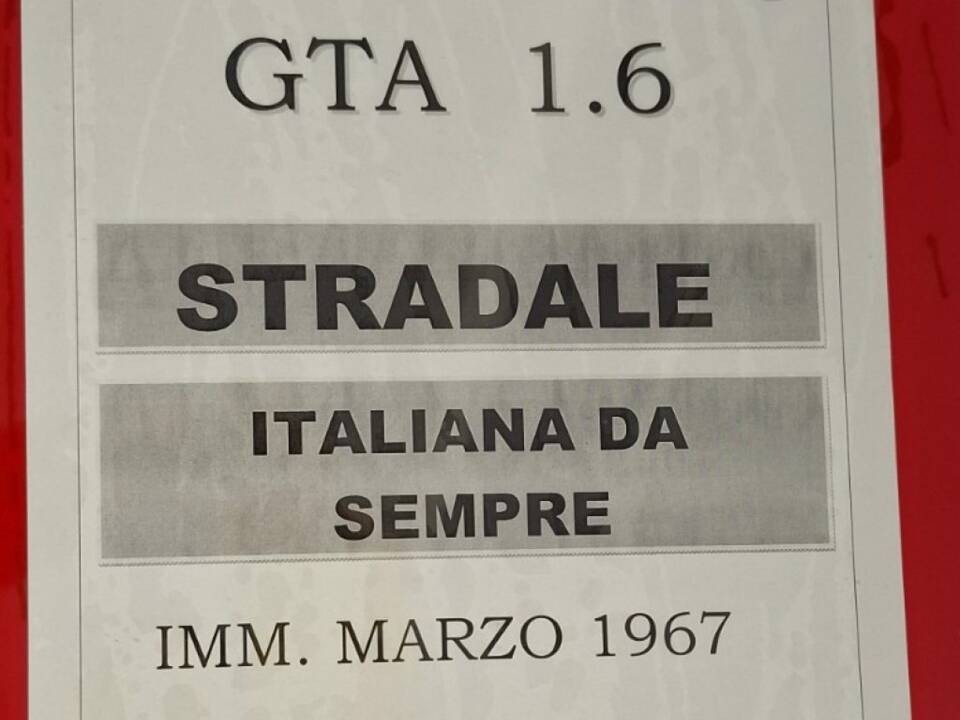 GTA 1.6
STRADALE
ITALIANA DA
SEMPRE
IMM. MARZO 1967